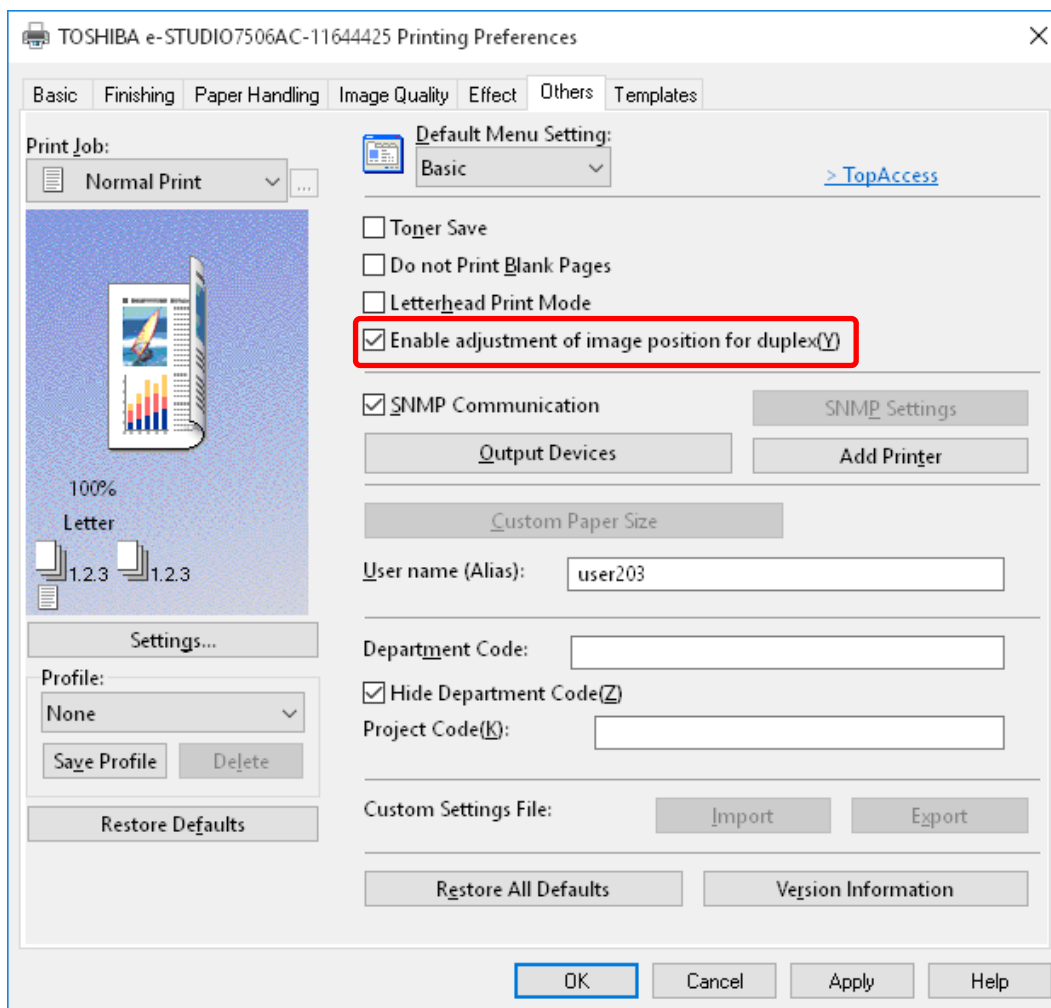 TOSHIBA e-STUDIO7506AC-11644425 Printing Preferences
Basic Finishing Paper Handling Image Quality Effect Others Templates
Print Job:
Normal Print
...
100%
Letter
1.2.3 1.2.3
Settings...
Profile:
None
Save Profile Delete
Restore Defaults
Default Menu Setting:
Basic
> TopAccess
Toner Save
Do not Print Blank Pages
Letterhead Print Mode
Enable adjustment of image position for duplex(Y)
SNMP Communication SNMP Settings
Output Devices Add Printer
Custom Paper Size
User name (Alias): user203
Department Code:
Hide Department Code(Z)
Project Code(K):
Custom Settings File: Import Export
Restore All Defaults Version Information
OK Cancel Apply Help